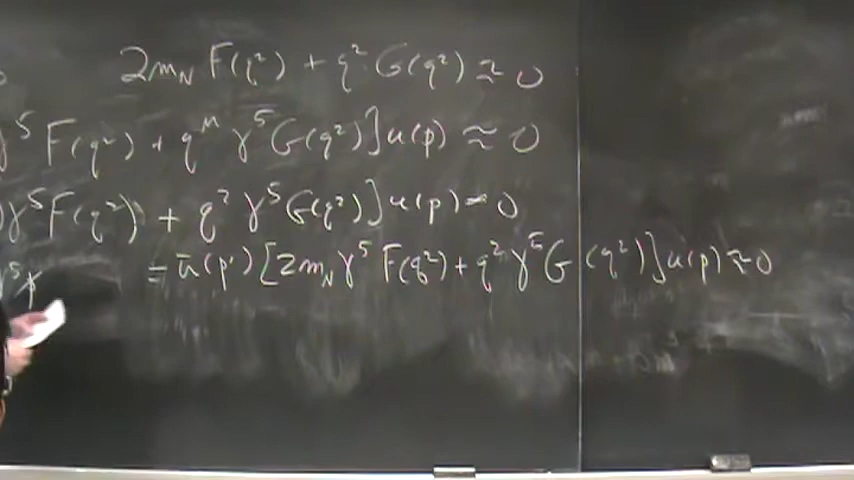 2m_N F(q²) + q² G(q²) ≈ 0
γ⁵ F(q²) + q^μ γ⁵ G(q²)] u(p) ≈ 0
γ⁵ F(q²) + q² γ⁵ G(q²)] u(p) = 0
= ū(p') [2m_N γ⁵ F(q²) + q² γ⁵ G(q²)] u(p) ≈ 0